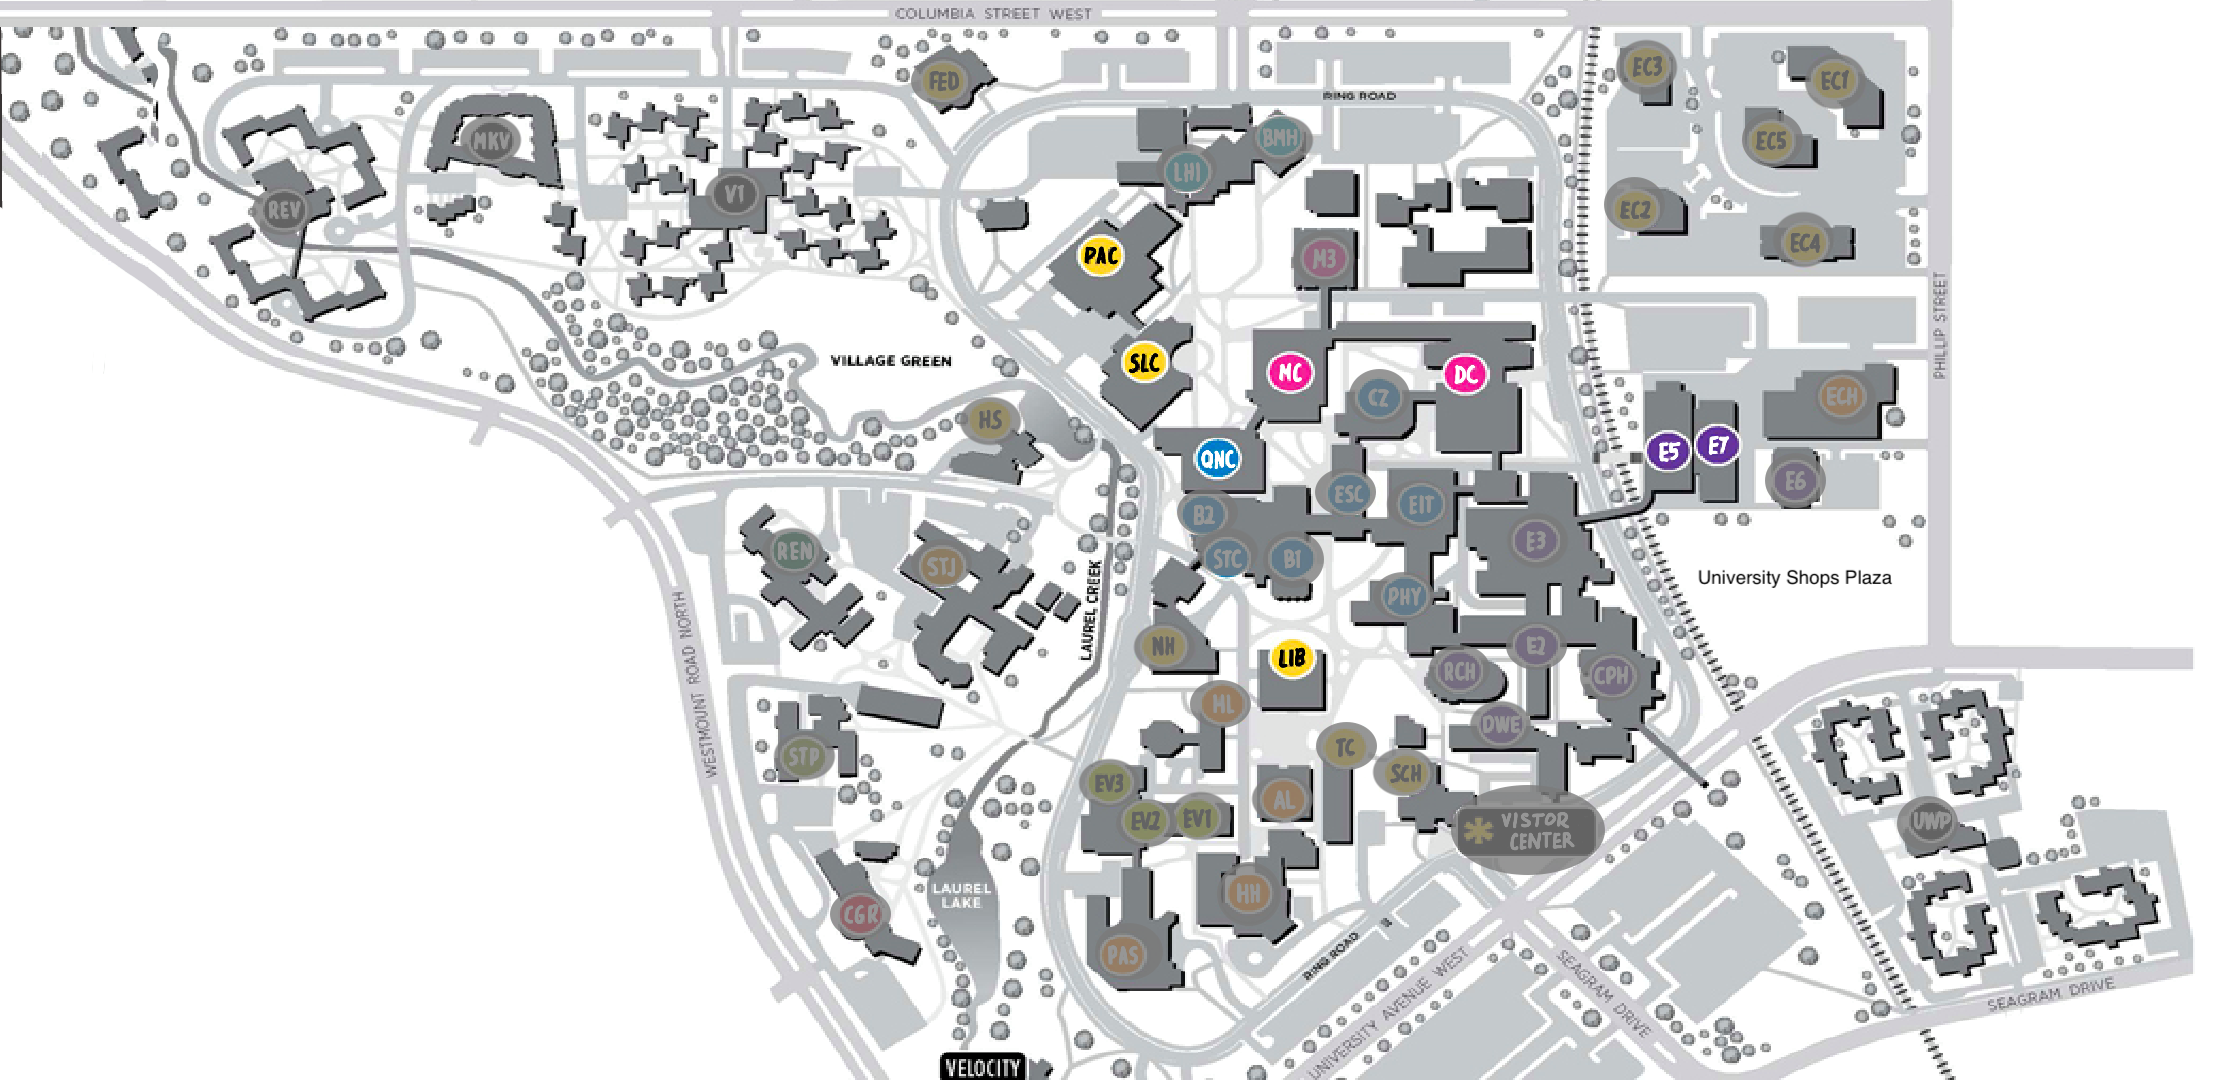 COLUMBIA STREET WEST
FED
EC3
EC1
RING ROAD
MKV
BMH
EC5
LHI
V1
REV
EC2
PAC
M3
EC4
PHILLIP STREET
VILLAGE GREEN
SLC
MC
DC
CZ
ECH
HS
QNC
E5
E7
E6
ESC
EIT
B2
REN
STJ
STC
B1
E3
University Shops Plaza
LAUREL CREEK
PHY
WESTMOUNT ROAD NORTH
NH
LIB
E2
RCH
CPH
ML
DWE
STP
TC
SCH
EV3
EV2
EV1
AL
VISTOR
CENTER
UWP
LAUREL
LAKE
HH
CGR
PAS
RING ROAD
UNIVERSITY AVENUE WEST
SEAGRAM DRIVE
SEAGRAM DRIVE
VELOCITY